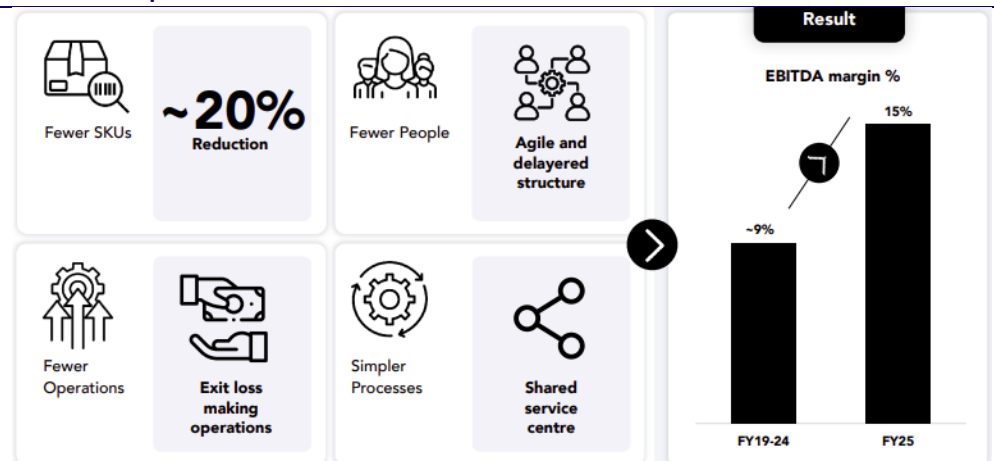 Fewer SKUs
~20%
Reduction
Fewer People
Agile and
delayered
structure
Fewer
Operations
Exit loss
making
operations
Simpler
Processes
Shared
service
centre
Result
EBITDA margin %
15%
~9%
FY19-24
FY25